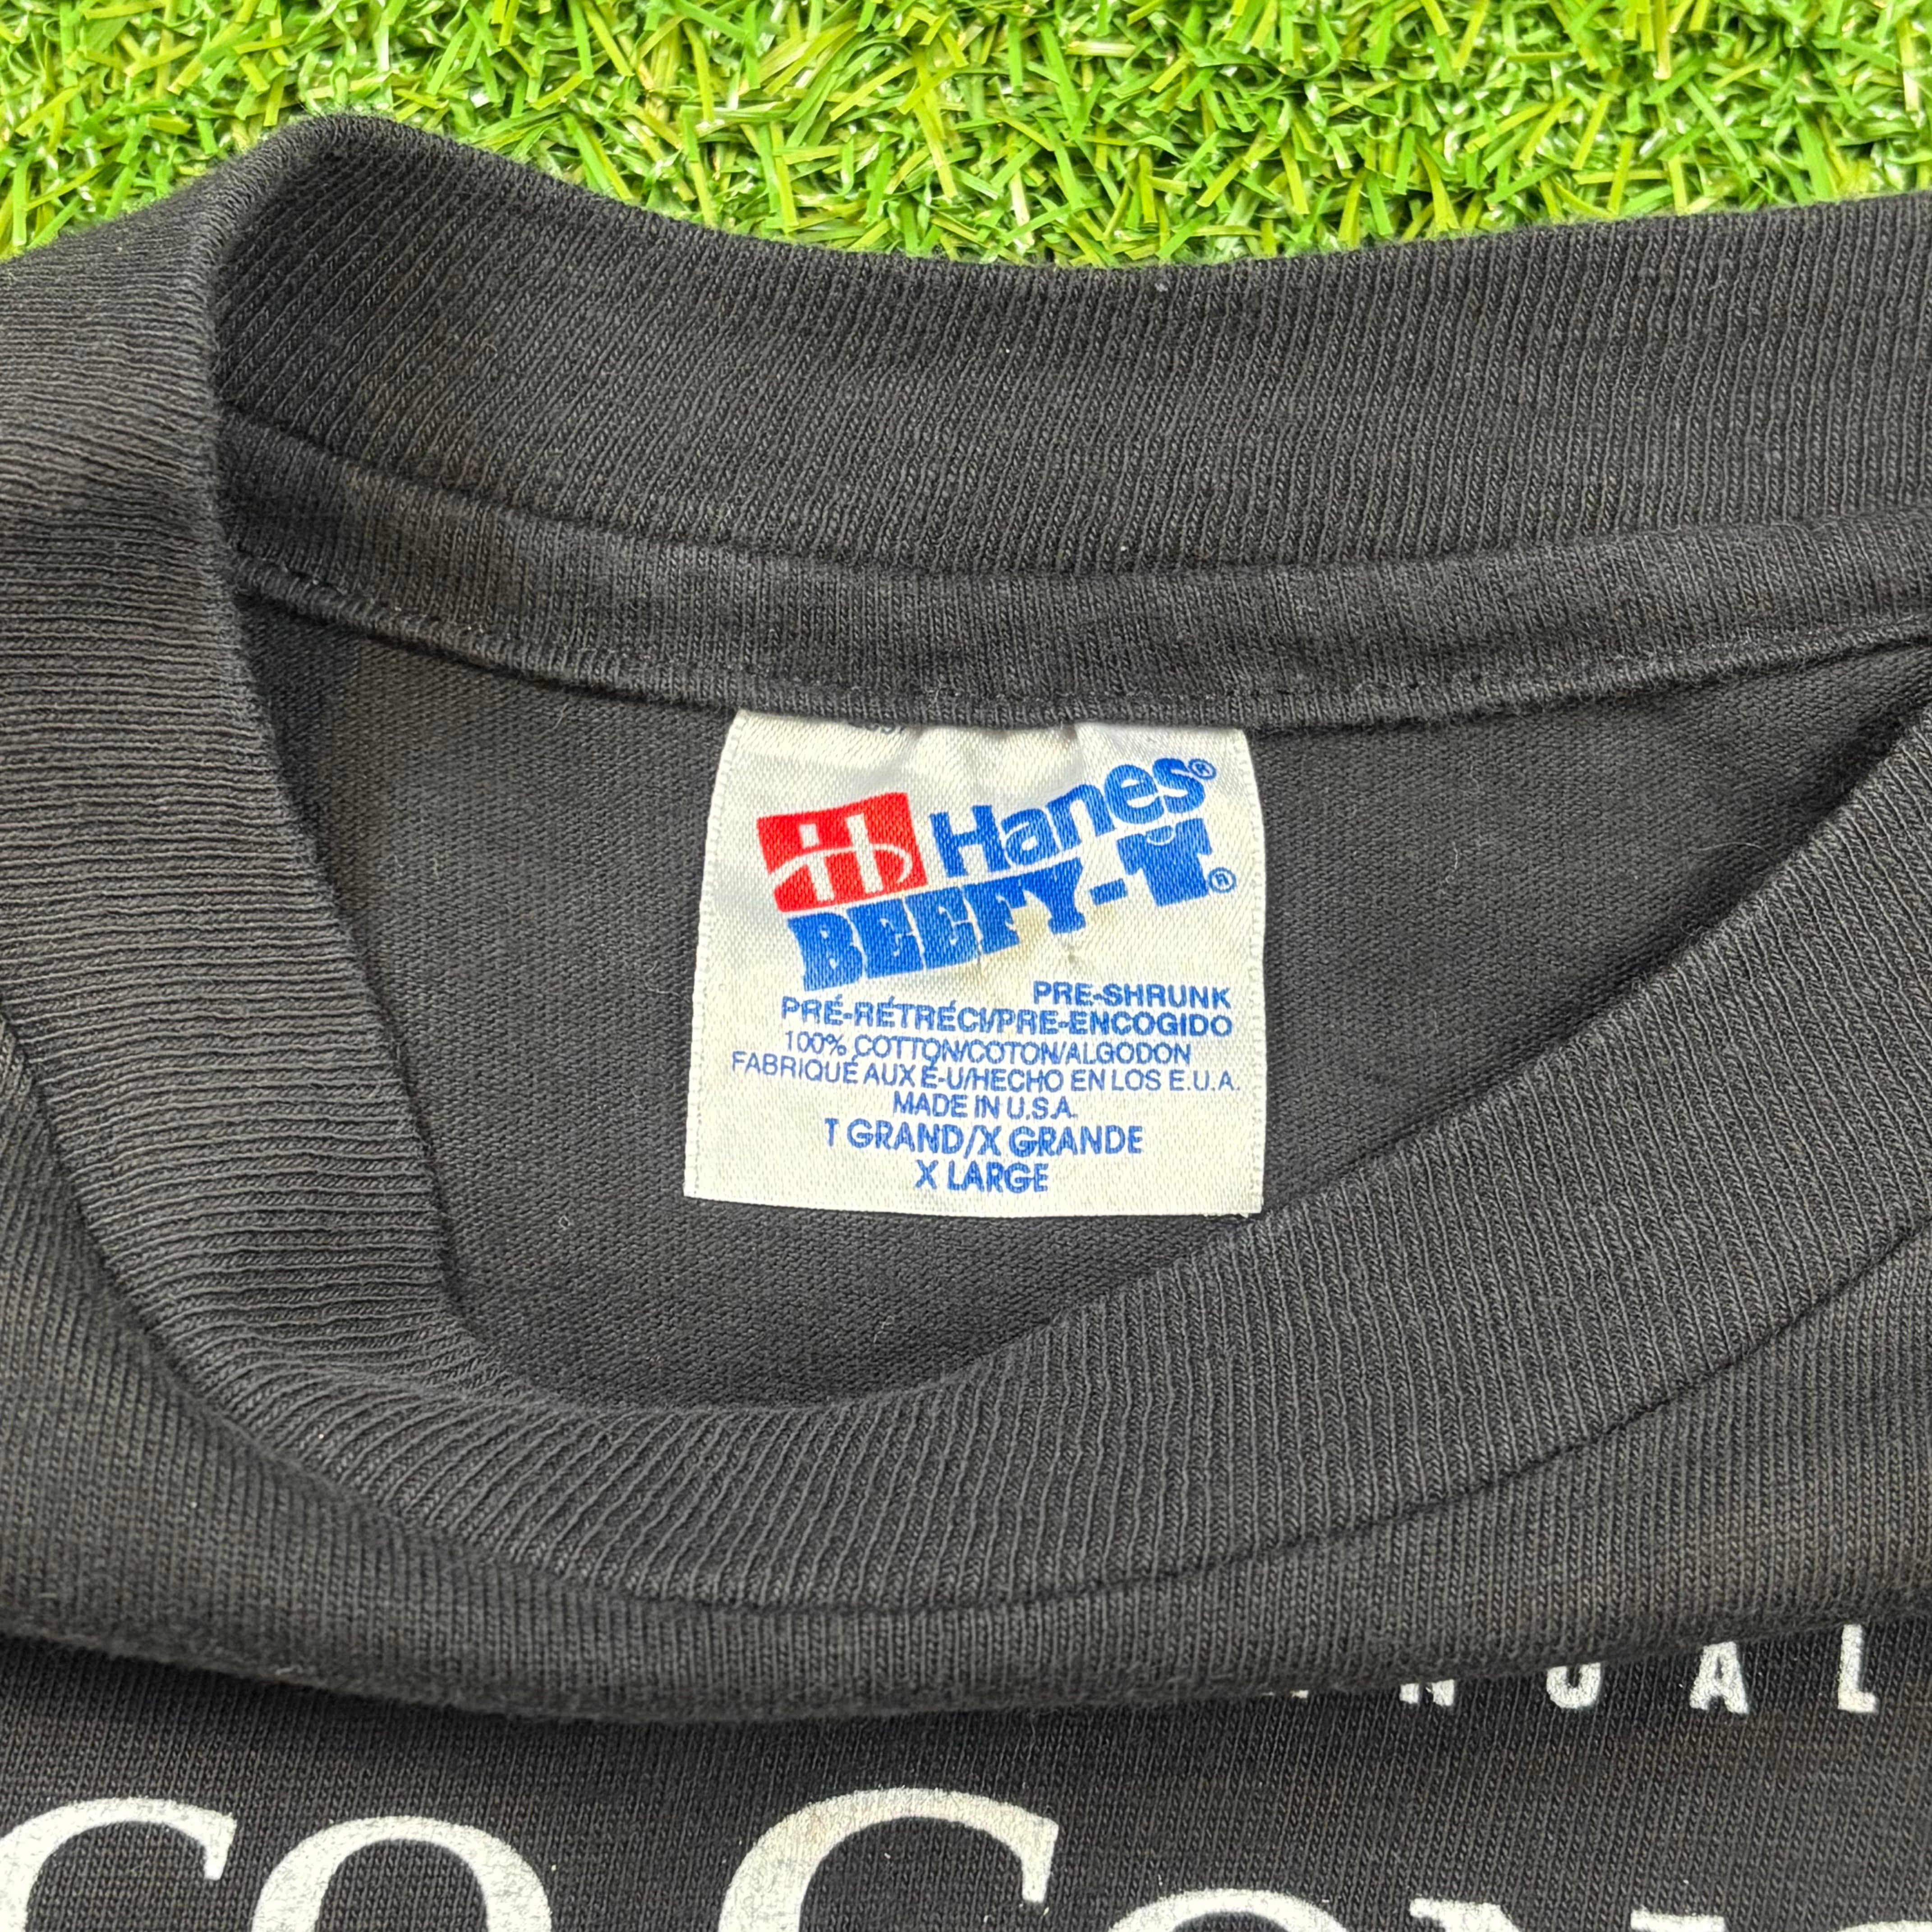 Hanes®
BEEFY-T®
PRE-SHRUNK
PRÉ-RÉTRÉCI/PRE-ENCOGIDO
100% COTTON/COTON/ALGODON
FABRIQUÉ AUX É-U/HECHO EN LOS E.U.A.
MADE IN U.S.A.
T GRAND/X GRANDE
X LARGE